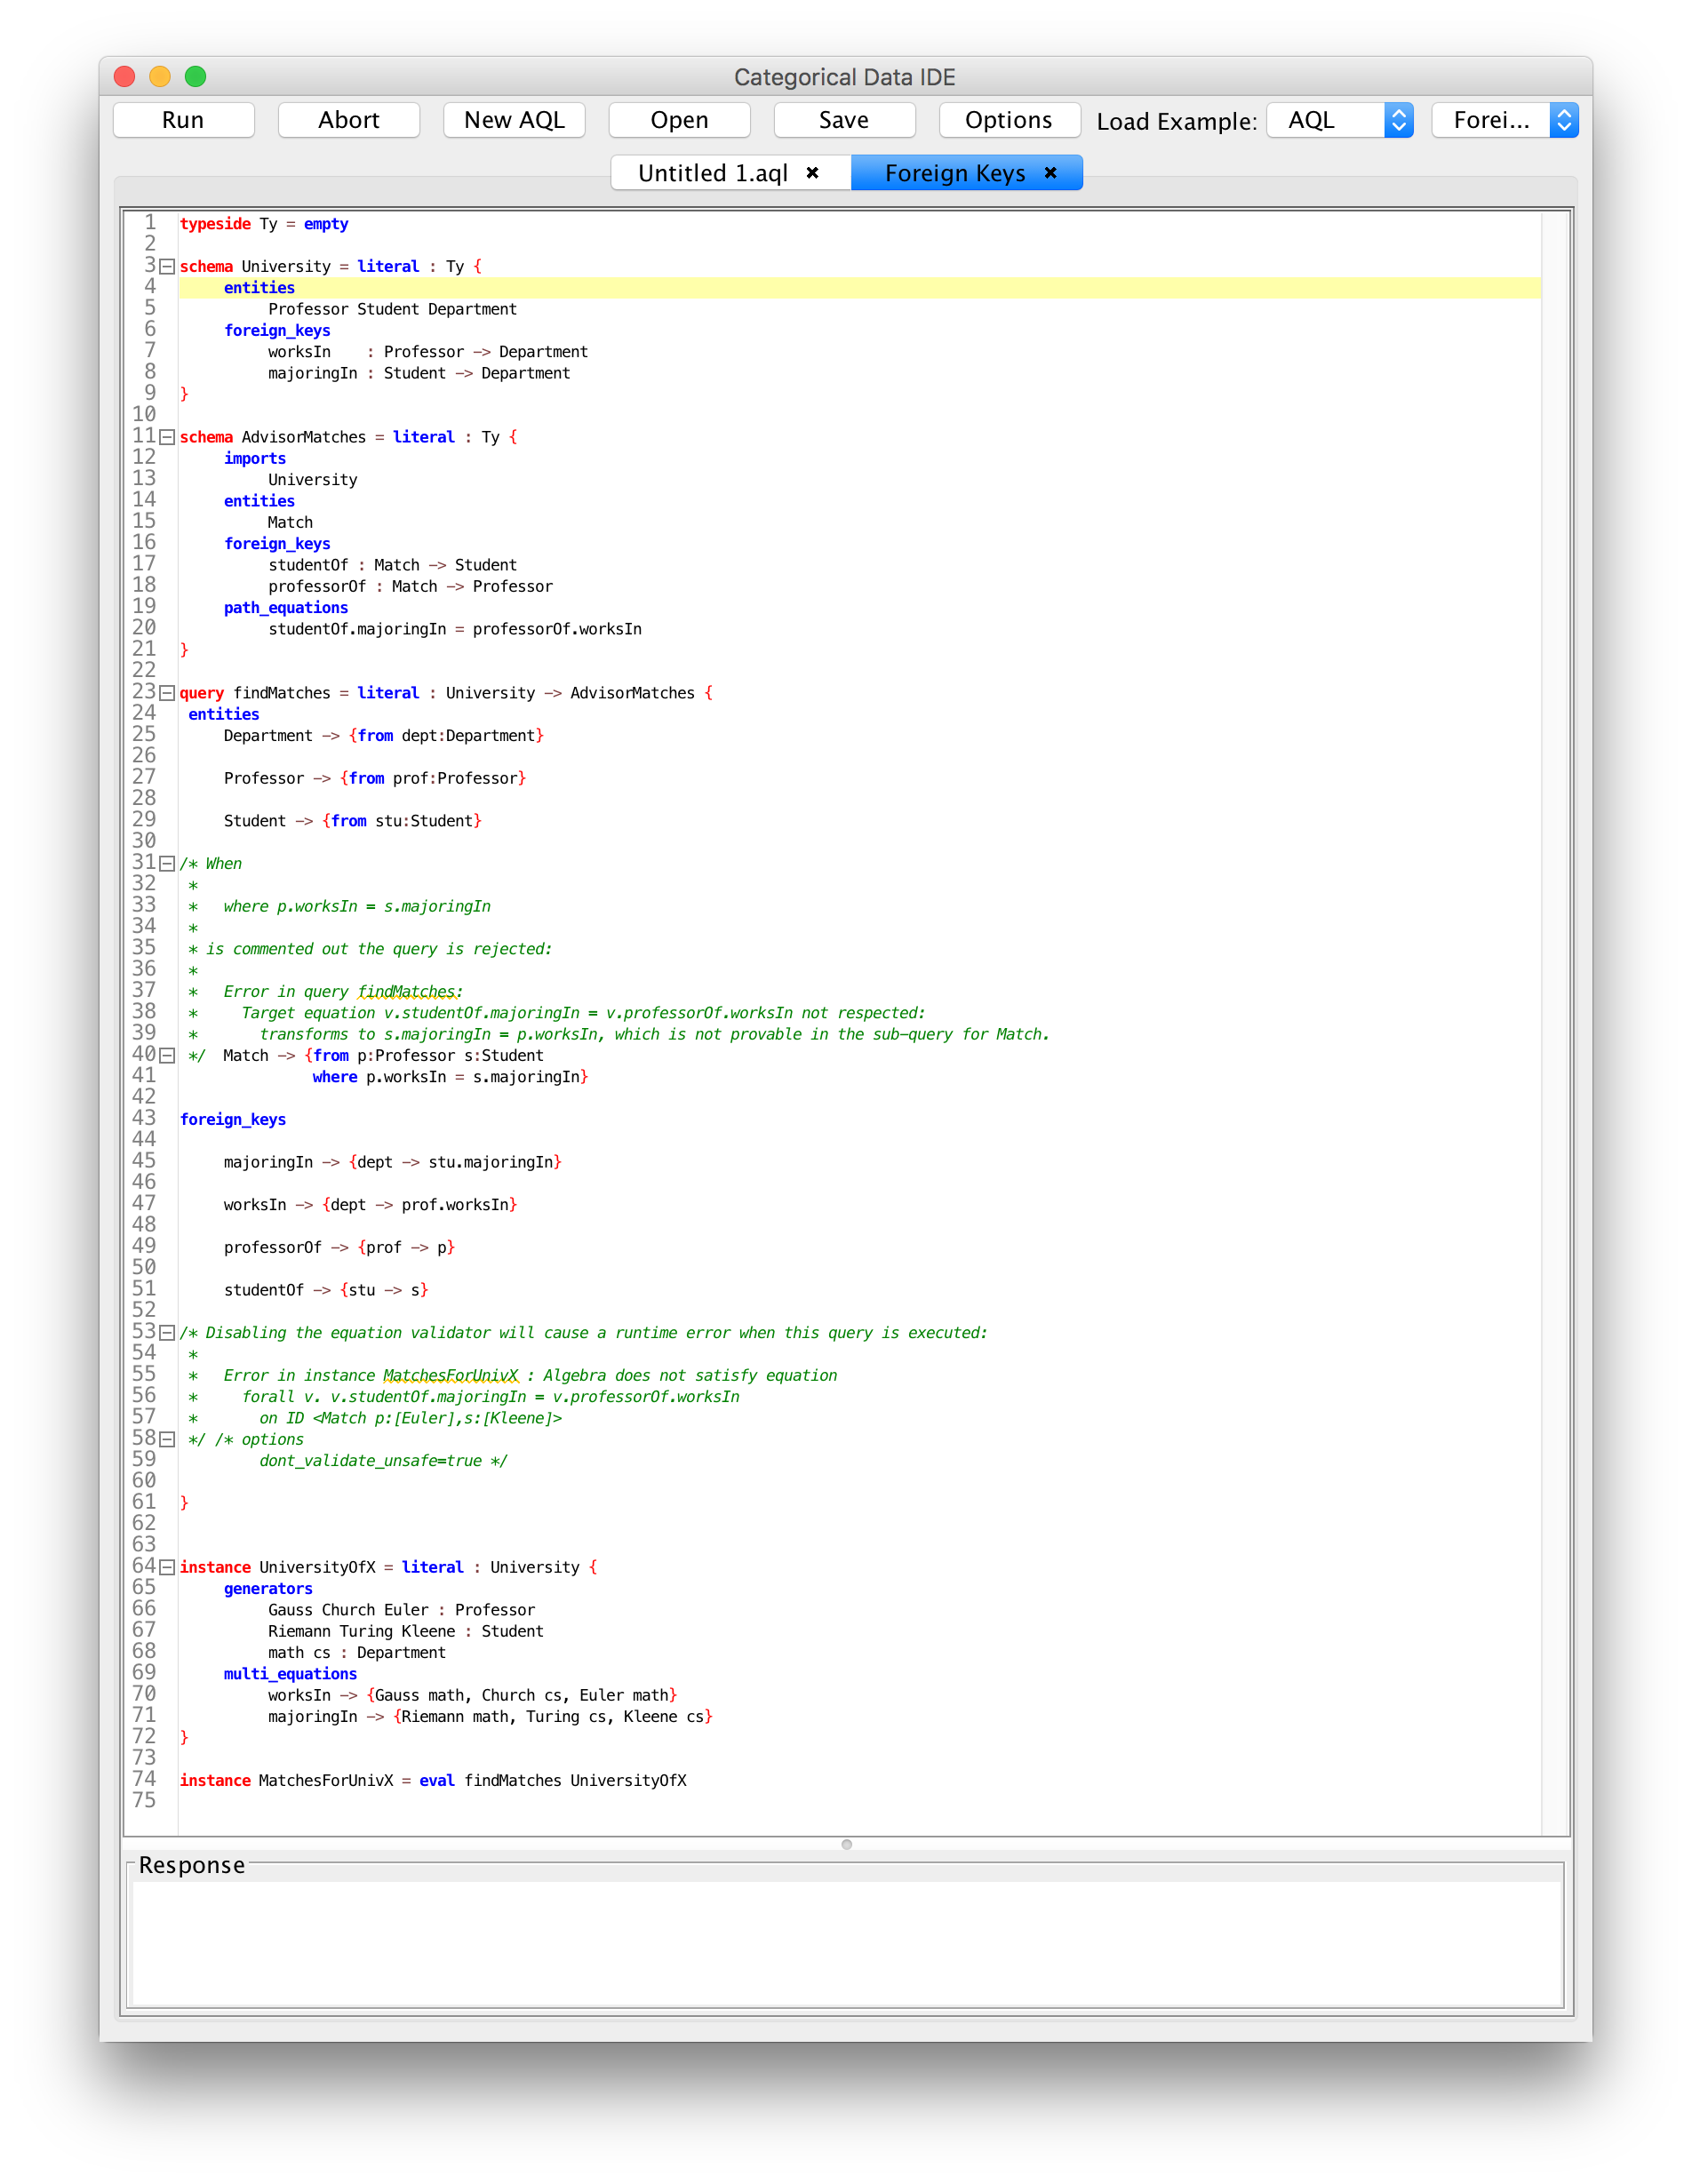 Categorical Data IDE
Run Abort New AQL Open Save Options Load Example: AQL Forei...
Untitled 1.aql ✖ Foreign Keys ✖
1 typeside Ty = empty
2
3 schema University = literal : Ty {
4 entities
5 Professor Student Department
6 foreign_keys
7 worksIn : Professor -> Department
8 majoringIn : Student -> Department
9 }
10
11 schema AdvisorMatches = literal : Ty {
12 imports
13 University
14 entities
15 Match
16 foreign_keys
17 studentOf : Match -> Student
18 professorOf : Match -> Professor
19 path_equations
20 studentOf.majoringIn = professorOf.worksIn
21 }
22
23 query findMatches = literal : University -> AdvisorMatches {
24 entities
25 Department -> {from dept:Department}
26
27 Professor -> {from prof:Professor}
28
29 Student -> {from stu:Student}
30
31 /* When
32 *
33 * where p.worksIn = s.majoringIn
34 *
35 * is commented out the query is rejected:
36 *
37 * Error in query findMatches:
38 * Target equation v.studentOf.majoringIn = v.professorOf.worksIn not respected:
39 * transforms to s.majoringIn = p.worksIn, which is not provable in the sub-query for Match.
40 */ Match -> {from p:Professor s:Student
41 where p.worksIn = s.majoringIn}
42
43 foreign_keys
44
45 majoringIn -> {dept -> stu.majoringIn}
46
47 worksIn -> {dept -> prof.worksIn}
48
49 professorOf -> {prof -> p}
50
51 studentOf -> {stu -> s}
52
53 /* Disabling the equation validator will cause a runtime error when this query is executed:
54 *
55 * Error in instance MatchesForUnivX : Algebra does not satisfy equation
56 * forall v. v.studentOf.majoringIn = v.professorOf.worksIn
57 * on ID <Match p:[Euler],s:[Kleene]>
58 */ /* options
59 dont_validate_unsafe=true */
60
61 }
62
63
64 instance UniversityOfX = literal : University {
65 generators
66 Gauss Church Euler : Professor
67 Riemann Turing Kleene : Student
68 math cs : Department
69 multi_equations
70 worksIn -> {Gauss math, Church cs, Euler math}
71 majoringIn -> {Riemann math, Turing cs, Kleene cs}
72 }
73
74 instance MatchesForUnivX = eval findMatches UniversityOfX
75
Response